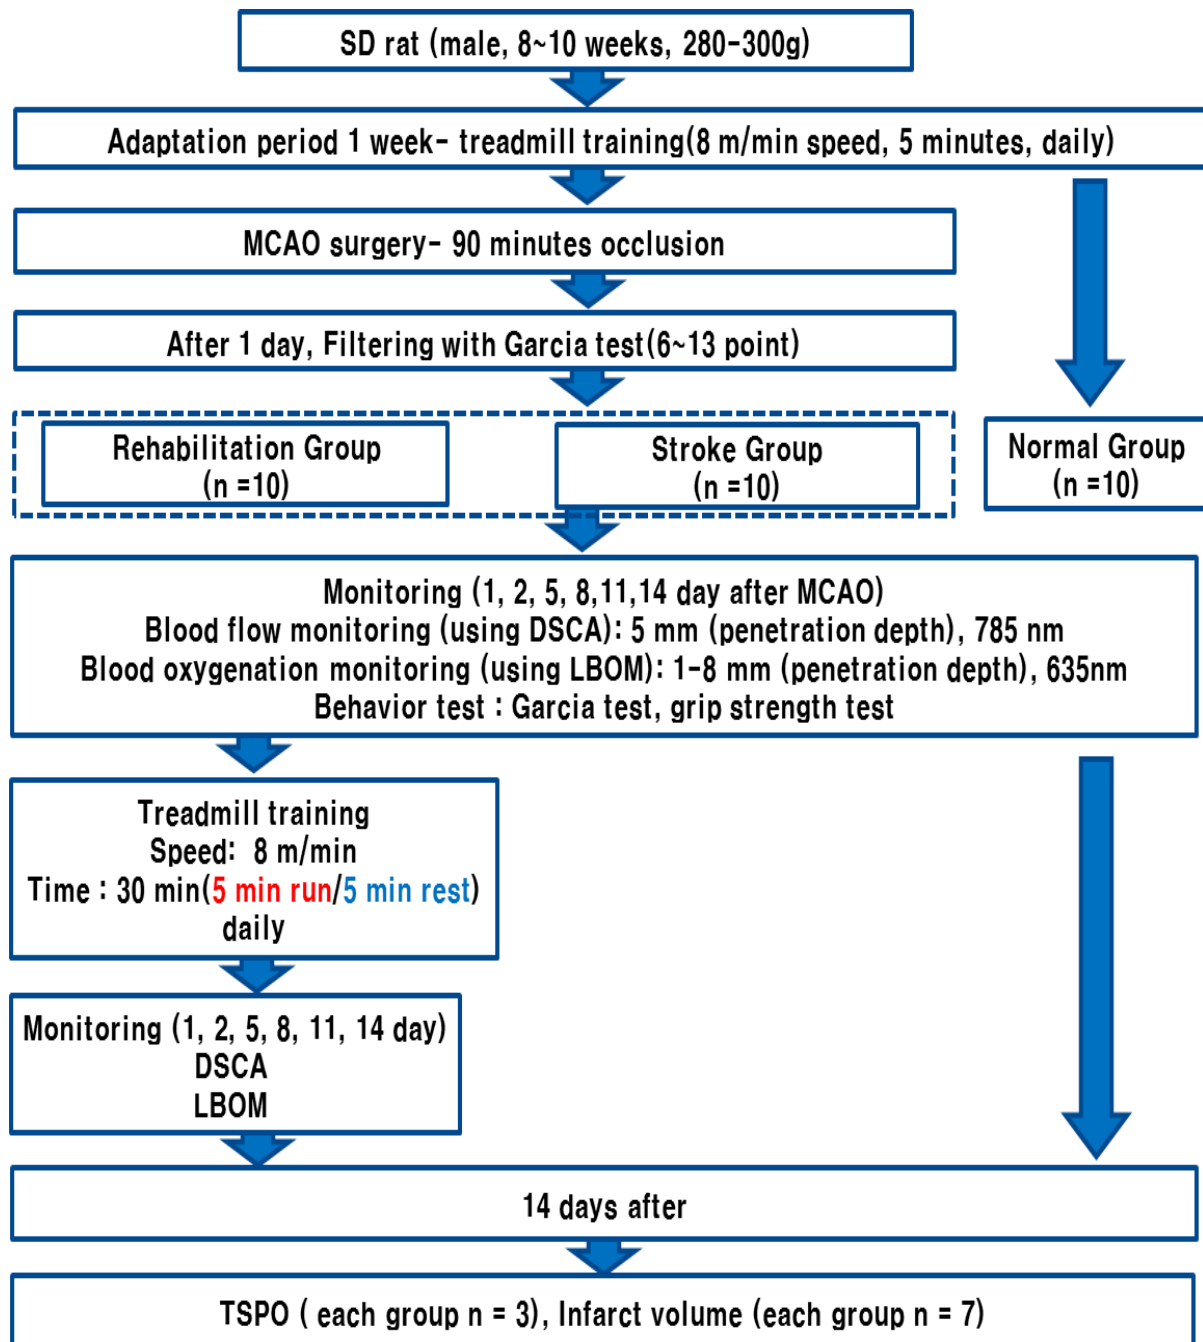 SD rat (male, 8~10 weeks, 280-300g)
Adaptation period 1 week- treadmill training(8 m/min speed, 5 minutes, daily)
MCAO surgery- 90 minutes occlusion
After 1 day, Filtering with Garcia test(6~13 point)
Rehabilitation Group
(n =10)
Stroke Group
(n =10)
Normal Group
(n =10)
Monitoring (1, 2, 5, 8,11,14 day after MCAO)
Blood flow monitoring (using DSCA): 5 mm (penetration depth), 785 nm
Blood oxygenation monitoring (using LBOM): 1-8 mm (penetration depth), 635nm
Behavior test : Garcia test, grip strength test
Treadmill training
Speed: 8 m/min
Time : 30 min(5 min run/5 min rest)
daily
Monitoring (1, 2, 5, 8, 11, 14 day)
DSCA
LBOM
14 days after
TSPO ( each group n = 3), Infarct volume (each group n = 7)